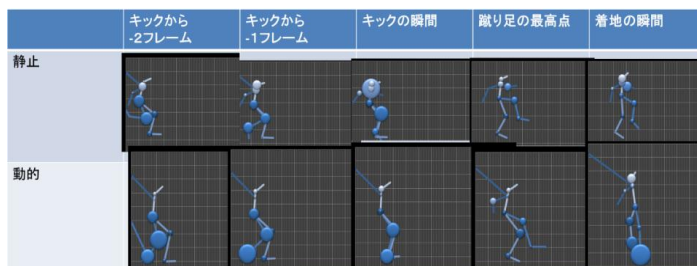 キックから
-2フレーム
キックから
-1フレーム
キックの瞬間
蹴り足の最高点
着地の瞬間
静止
動的